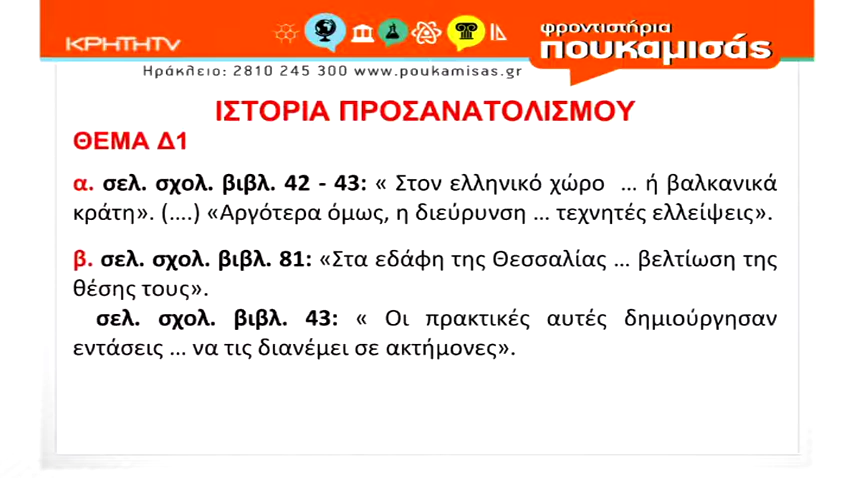 ΚΡΗΤΗTV
φροντιστήρια
πουκαμισάς
Ηράκλειο: 2810 245 300 www.poukamisas.gr
ΙΣΤΟΡΙΑ ΠΡΟΣΑΝΑΤΟΛΙΣΜΟΥ
ΘΕΜΑ Δ1
α. σελ. σχολ. βιβλ. 42 - 43: « Στον ελληνικό χώρο ... ή βαλκανικά
κράτη». (....) «Αργότερα όμως, η διεύρυνση ... τεχνητές ελλείψεις».
β. σελ. σχολ. βιβλ. 81: «Στα εδάφη της Θεσσαλίας ... βελτίωση της
θέσης τους».
σελ. σχολ. βιβλ. 43: « Οι πρακτικές αυτές δημιούργησαν
εντάσεις ... να τις διανέμει σε ακτήμονες».